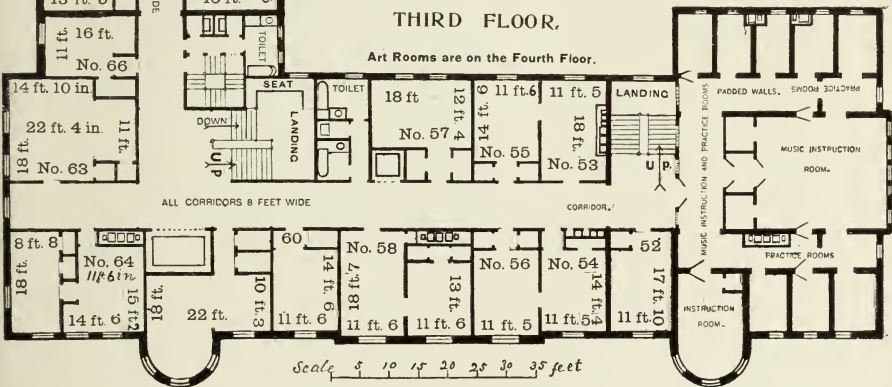 THIRD FLOOR.
Art Rooms are on the Fourth Floor.
16 ft.
11 ft.
No. 66
TOILET
SEAT
TOILET
14 ft. 10 in.
22 ft. 4 in.
11 ft.
18 ft.
No. 63
DOWN
UP
LANDING
18 ft
12 ft. 4
No. 57
11 ft. 6
14 ft. 6
No. 55
11 ft. 5
18 ft.
No. 53
LANDING
Up.
PADDED WALLS.
PRACTICE ROOMS
MUSIC INSTRUCTION AND PRACTICE ROOMS
MUSIC INSTRUCTION
ROOM.
ALL CORRIDORS 8 FEET WIDE
CORRIDOR.
8 ft. 8
18 ft.
No. 64
11 ft 6 in
15 ft. 2
14 ft. 6
18 ft.
22 ft.
10 ft. 3
60
14 ft. 6
11 ft. 6
No. 58
18 ft. 7
11 ft. 6
13 ft.
11 ft. 6
No. 56
11 ft. 5
No. 54
14 ft. 4
11 ft. 5
52
17 ft. 10
11 ft.
PRACTICE ROOMS
INSTRUCTION
ROOM.
Scale 5 10 15 20 25 30 35 feet